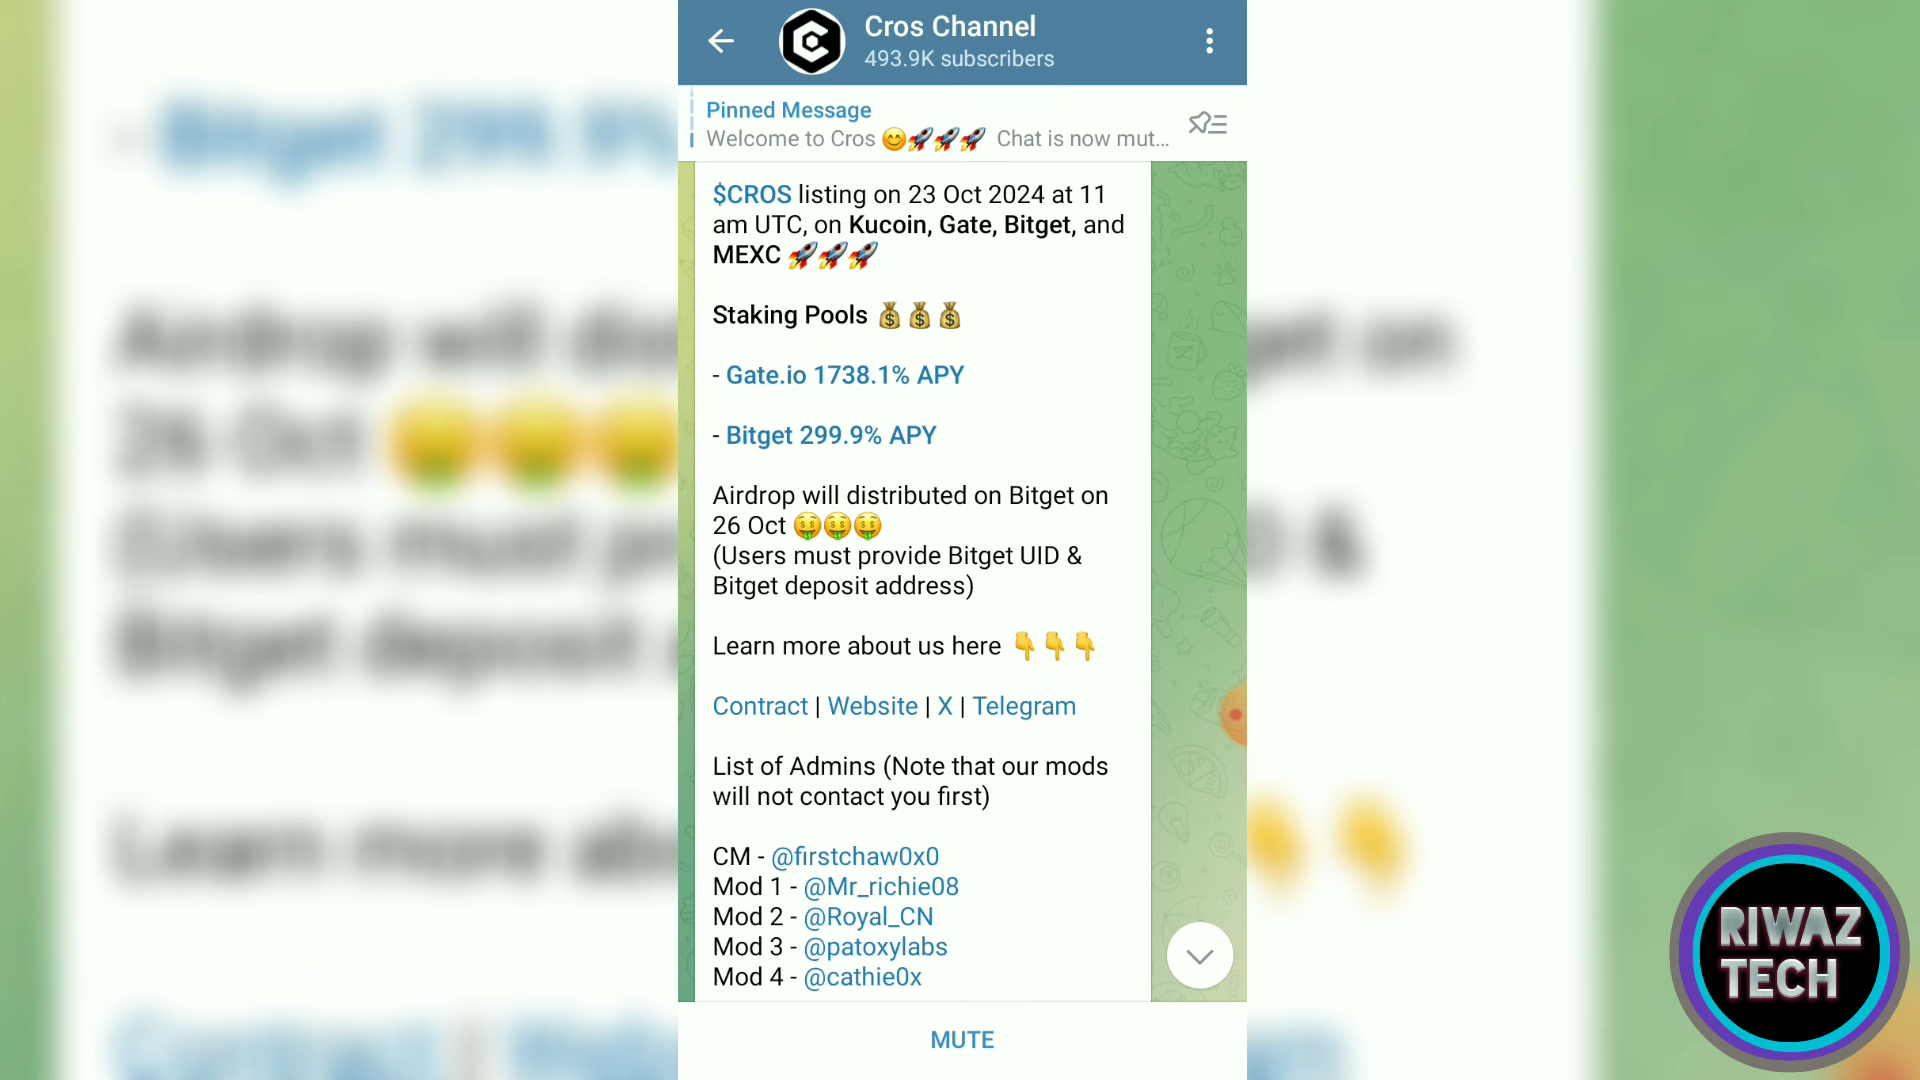 Cros Channel
493.9K subscribers
Pinned Message
Welcome to Cros 😊🚀🚀🚀 Chat is now mut...
$CROS listing on 23 Oct 2024 at 11
am UTC, on Kucoin, Gate, Bitget, and
MEXC 🚀🚀🚀
Staking Pools 💰💰💰
- Gate.io 1738.1% APY
- Bitget 299.9% APY
Airdrop will distributed on Bitget on
26 Oct 🤑🤑🤑
(Users must provide Bitget UID &
Bitget deposit address)
Learn more about us here 👇👇👇
Contract | Website | X | Telegram
List of Admins (Note that our mods
will not contact you first)
CM - @firstchaw0x0
Mod 1 - @Mr_richie08
Mod 2 - @Royal_CN
Mod 3 - @patoxylabs
Mod 4 - @cathie0x
MUTE
RIWAZ
TECH